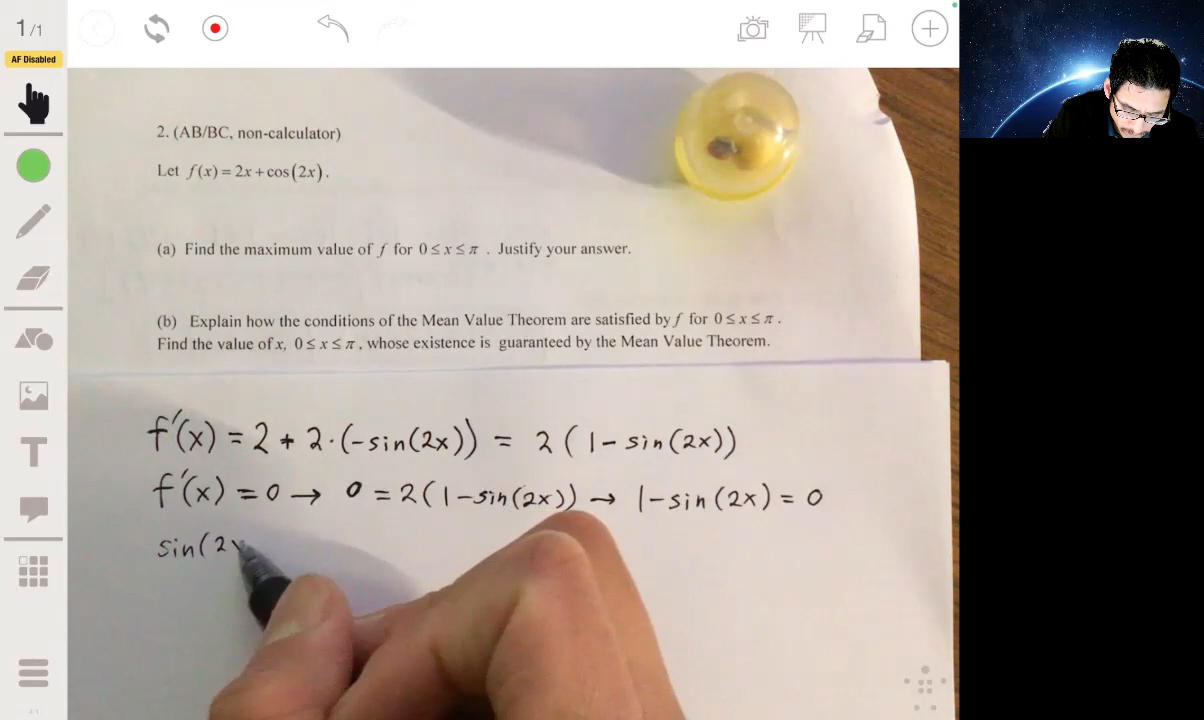 1/1
AF Disabled
2. (AB/BC, non-calculator)
Let f(x) = 2x + cos(2x).
(a) Find the maximum value of f for 0 ≤ x ≤ π . Justify your answer.
(b) Explain how the conditions of the Mean Value Theorem are satisfied by f for 0 ≤ x ≤ π .
Find the value of x, 0 ≤ x ≤ π , whose existence is guaranteed by the Mean Value Theorem.
f'(x) = 2 + 2·(-sin(2x)) = 2(1-sin(2x))
f'(x) = 0 → 0 = 2(1-sin(2x)) → 1-sin(2x) = 0
sin(2x
T